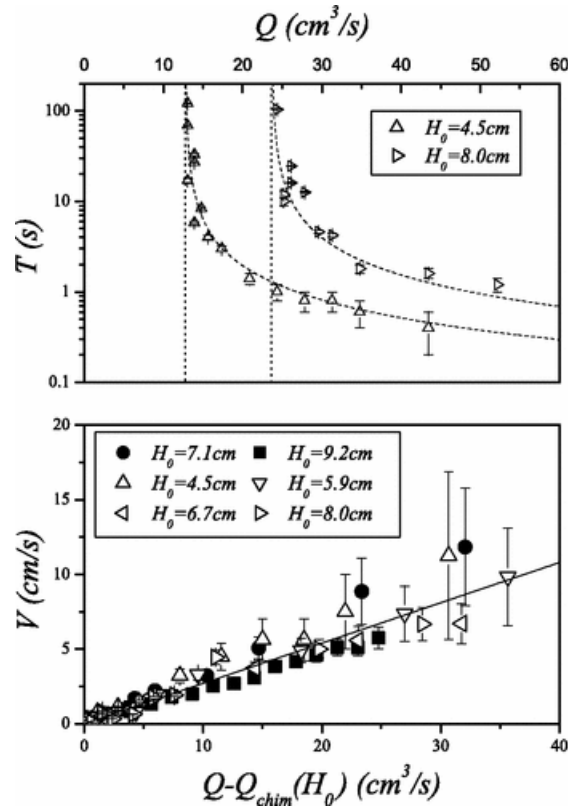 Q (cm³/s)
0 10 20 30 40 50 60
100
10
1
0.1
T (s)
H₀=4.5cm
H₀=8.0cm
20
15
10
5
0
V (cm/s)
H₀=7.1cm H₀=9.2cm
H₀=4.5cm H₀=5.9cm
H₀=6.7cm H₀=8.0cm
0 10 20 30 40
Q-Q_chim(H₀) (cm³/s)